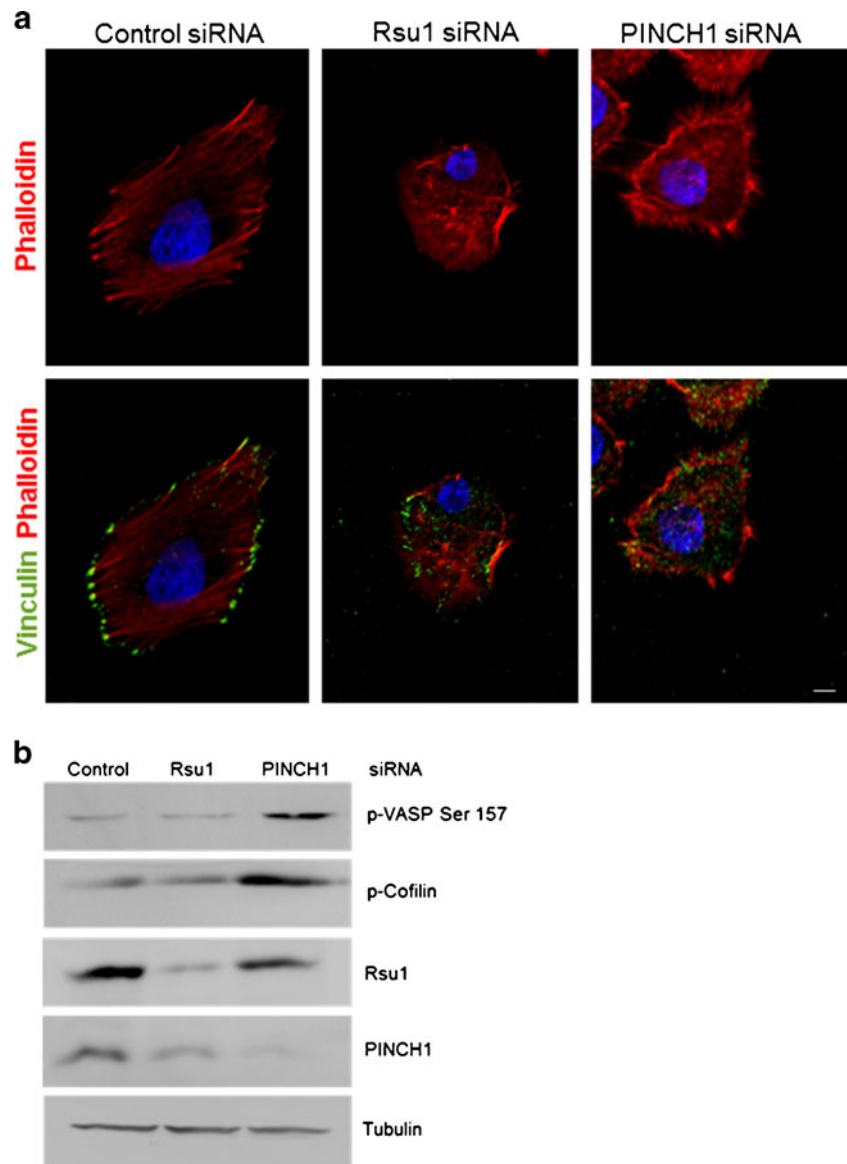 a
Control siRNA Rsu1 siRNA PINCH1 siRNA
Phalloidin
Vinculin Phalloidin
b
Control Rsu1 PINCH1 siRNA
p-VASP Ser 157
p-Cofilin
Rsu1
PINCH1
Tubulin